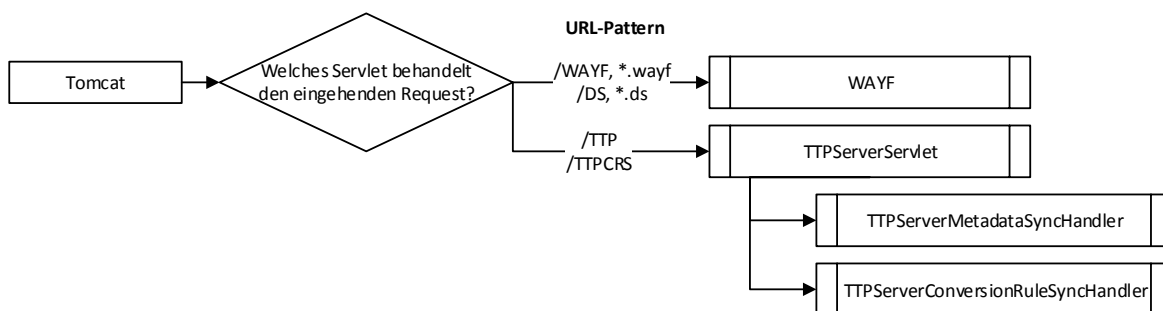 URL-Pattern
Tomcat
Welches Servlet behandelt
den eingehenden Request?
/WAYF, *.wayf
/DS, *.ds
WAYF
/TTP
/TTPCRS
TTPServerServlet
TTPServerMetadataSyncHandler
TTPServerConversionRuleSyncHandler